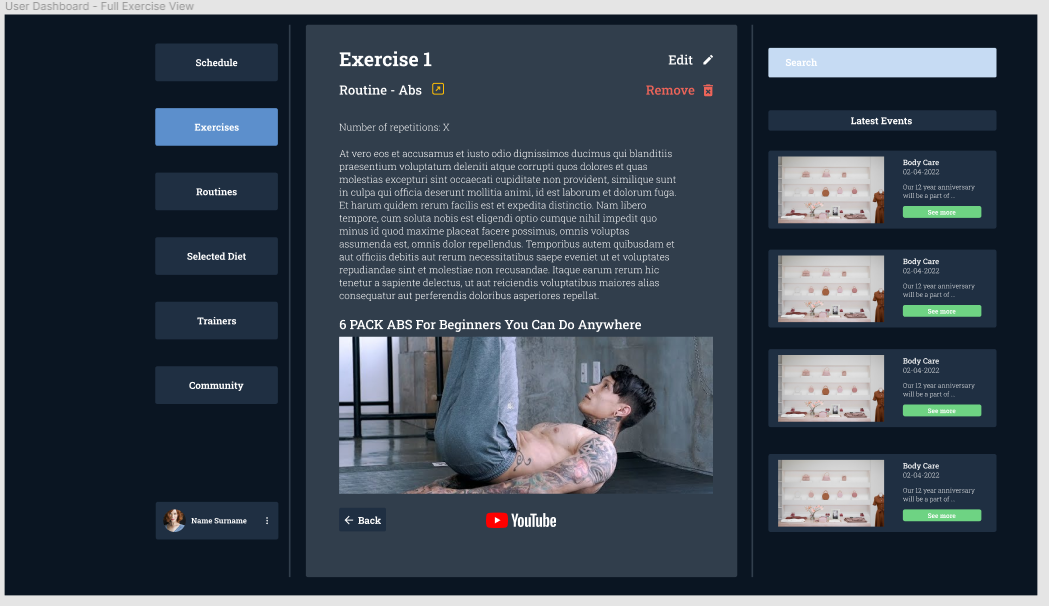 User Dashboard - Full Exercise View
Schedule
Exercises
Routines
Selected Diet
Trainers
Community
Name Surname
Exercise 1
Edit
Routine - Abs
Remove
Number of repetitions: X
At vero eos et accusamus et iusto odio dignissimos ducimus qui blanditiis
praesentium voluptatum deleniti atque corrupti quos dolores et quas
molestias excepturi sint occaecati cupiditate non provident, similique sunt
in culpa qui officia deserunt mollitia animi, id est laborum et dolorum fuga.
Et harum quidem rerum facilis est et expedita distinctio. Nam libero
tempore, cum soluta nobis est eligendi optio cumque nihil impedit quo
minus id quod maxime placeat facere possimus, omnis voluptas
assumenda est, omnis dolor repellendus. Temporibus autem quibusdam et
aut officiis debitis aut rerum necessitatibus saepe eveniet ut et voluptates
repudiandae sint et molestiae non recusandae. Itaque earum rerum hic
tenetur a sapiente delectus, ut aut reiciendis voluptatibus maiores alias
consequatur aut perferendis doloribus asperiores repellat.
6 PACK ABS For Beginners You Can Do Anywhere
Back
YouTube
Search
Latest Events
Body Care
02-04-2022
Our 12 year anniversary
will be a part of ...
See more
Body Care
02-04-2022
Our 12 year anniversary
will be a part of ...
See more
Body Care
02-04-2022
Our 12 year anniversary
will be a part of ...
See more
Body Care
02-04-2022
Our 12 year anniversary
will be a part of ...
See more